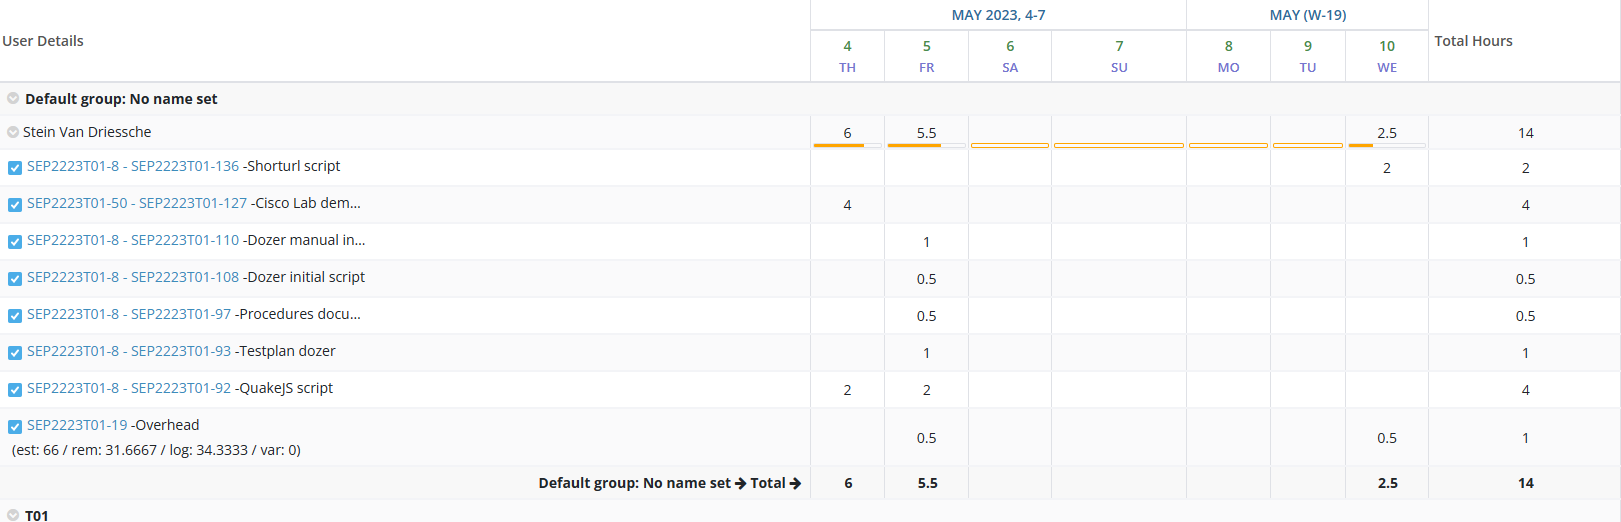 User Details MAY 2023, 4-7 MAY (W-19) Total Hours
4 5 6 7 8 9 10
TH FR SA SU MO TU WE
Default group: No name set
Stein Van Driessche 6 5.5 2.5 14
SEP2223T01-8 - SEP2223T01-136 -Shorturl script 2 2
SEP2223T01-50 - SEP2223T01-127 -Cisco Lab dem... 4 4
SEP2223T01-8 - SEP2223T01-110 -Dozer manual in... 1 1
SEP2223T01-8 - SEP2223T01-108 -Dozer initial script 0.5 0.5
SEP2223T01-8 - SEP2223T01-97 -Procedures docu... 0.5 0.5
SEP2223T01-8 - SEP2223T01-93 -Testplan dozer 1 1
SEP2223T01-8 - SEP2223T01-92 -QuakeJS script 2 2 4
SEP2223T01-19 -Overhead 0.5 0.5 1
(est: 66 / rem: 31.6667 / log: 34.3333 / var: 0)
Default group: No name set → Total → 6 5.5 2.5 14
T01